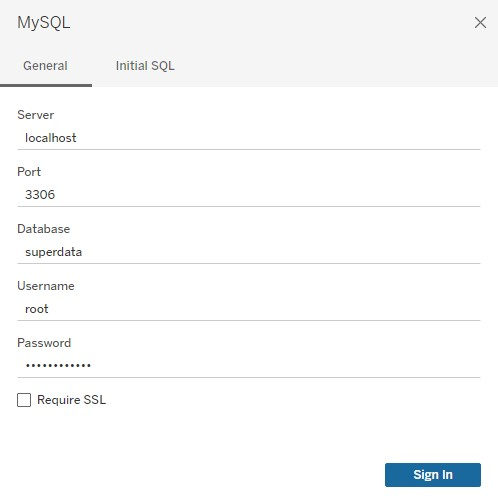 MySQL
General
Initial SQL
Server
localhost
Port
3306
Database
superdata
Username
root
Password
••••••••••••
Require SSL
Sign In